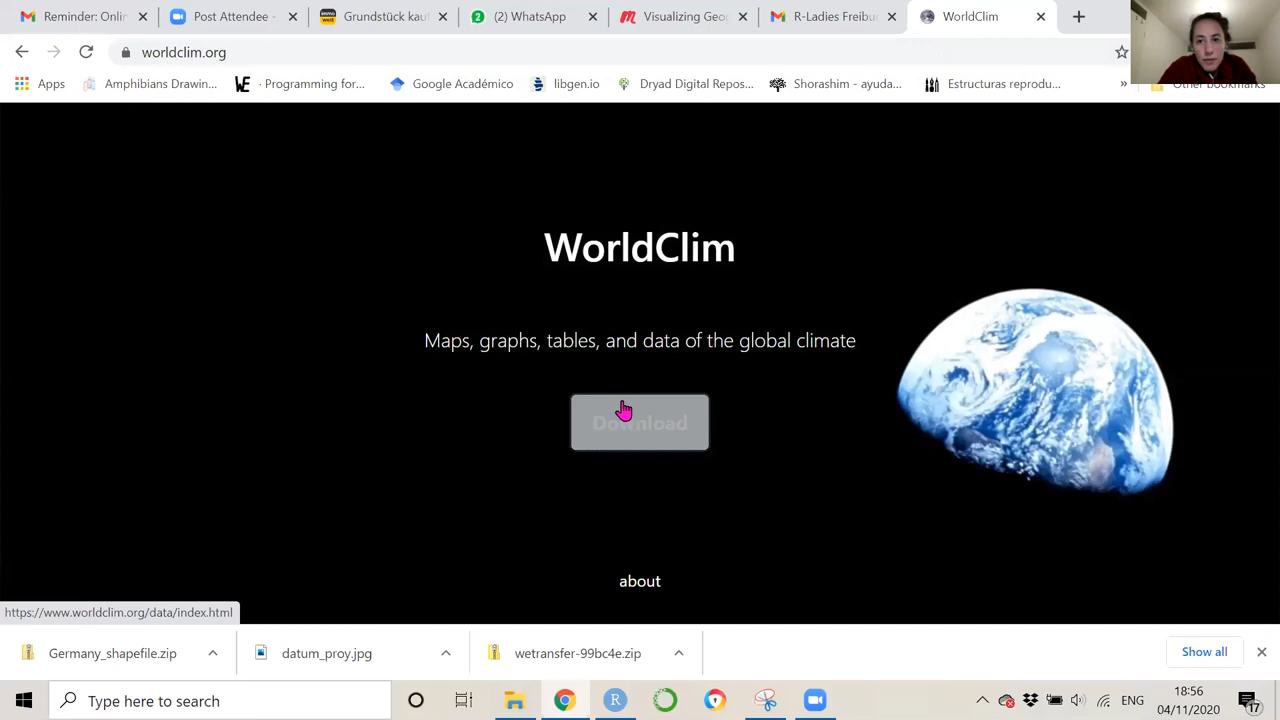 Reminder: Onlin
Post Attendee -
Grundstück kauf
(2) WhatsApp
Visualizing Geo
R-Ladies Freibu
WorldClim
worldclim.org
Apps
Amphibians Drawin...
· Programming for...
Google Académico
libgen.io
Dryad Digital Repos...
Shorashim - ayuda...
Estructuras reprodu...
»
Other bookmarks
WorldClim
Maps, graphs, tables, and data of the global climate
Download
about
https://www.worldclim.org/data/index.html
Germany_shapefile.zip
datum_proy.jpg
wetransfer-99bc4e.zip
Show all
Type here to search
ENG
18:56
04/11/2020
17